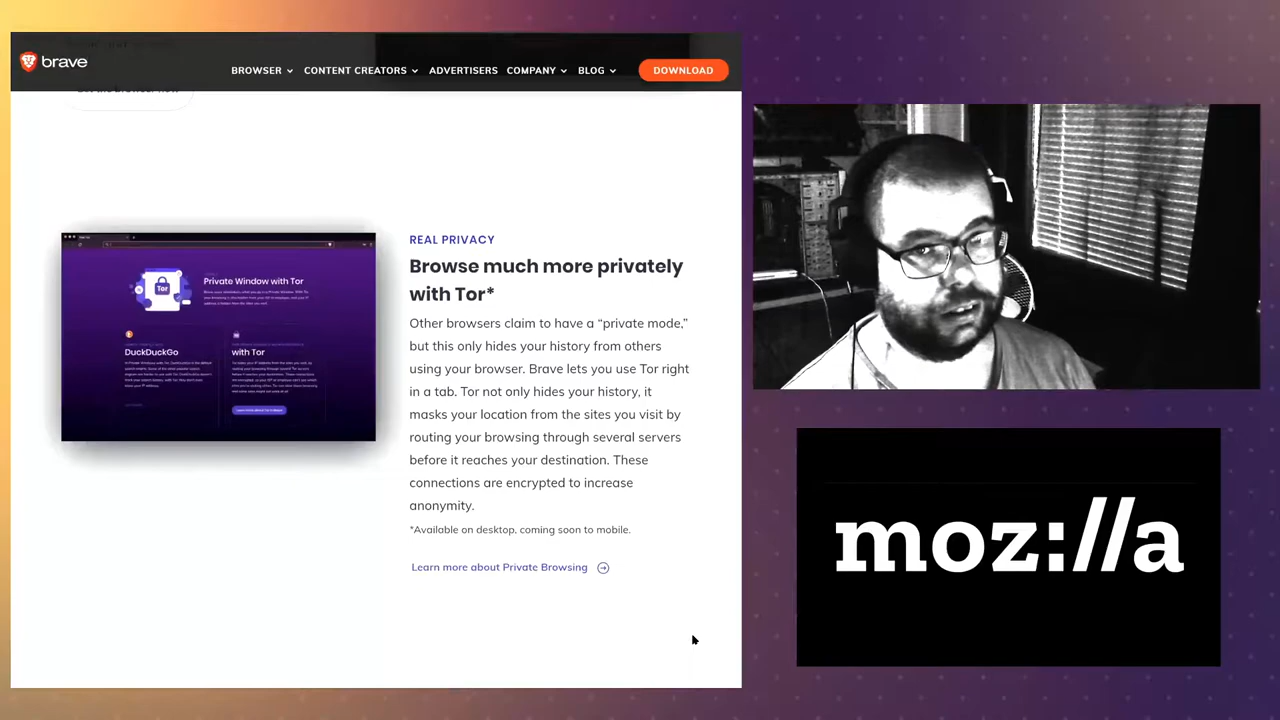 brave
BROWSER
CONTENT CREATORS
ADVERTISERS
COMPANY
BLOG
DOWNLOAD
Private Window with Tor
Tor
DuckDuckGo
with Tor
REAL PRIVACY
Browse much more privately
with Tor*
Other browsers claim to have a “private mode,”
but this only hides your history from others
using your browser. Brave lets you use Tor right
in a tab. Tor not only hides your history, it
masks your location from the sites you visit by
routing your browsing through several servers
before it reaches your destination. These
connections are encrypted to increase
anonymity.
*Available on desktop, coming soon to mobile.
Learn more about Private Browsing
moz://a